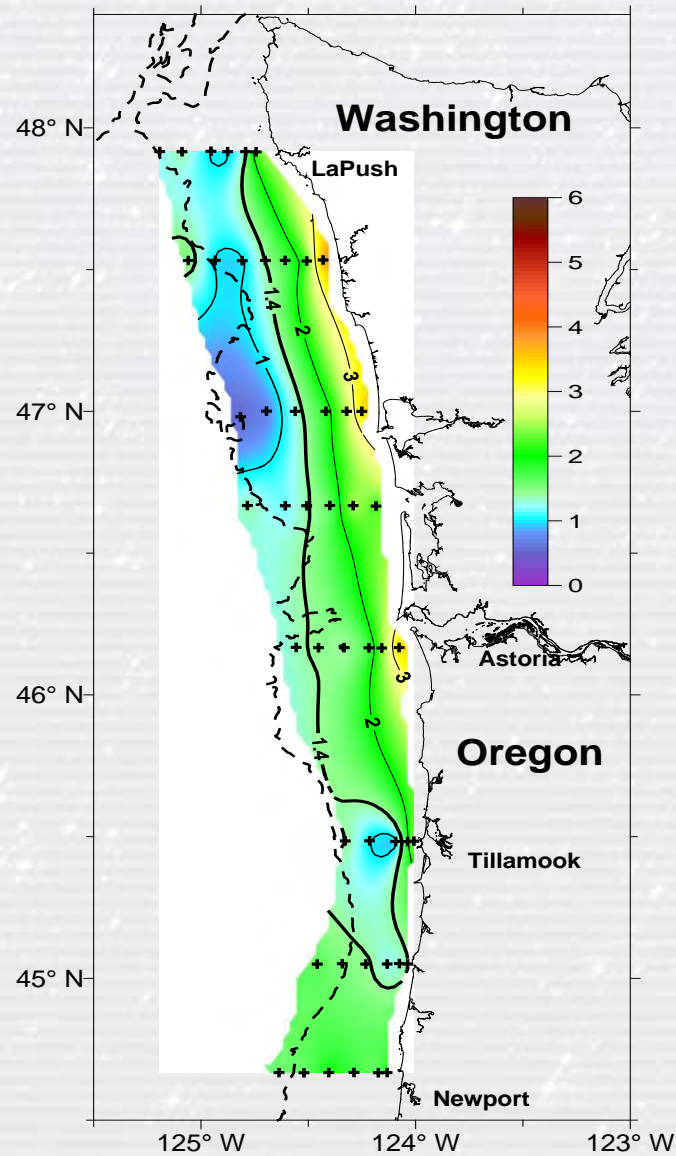 48° N
Washington
LaPush
6
5
4
3
2
1
0
1.4
2
1
3
47° N
Astoria
3
46° N
2
1.4
Oregon
Tillamook
45° N
Newport
125° W
124° W
123° W